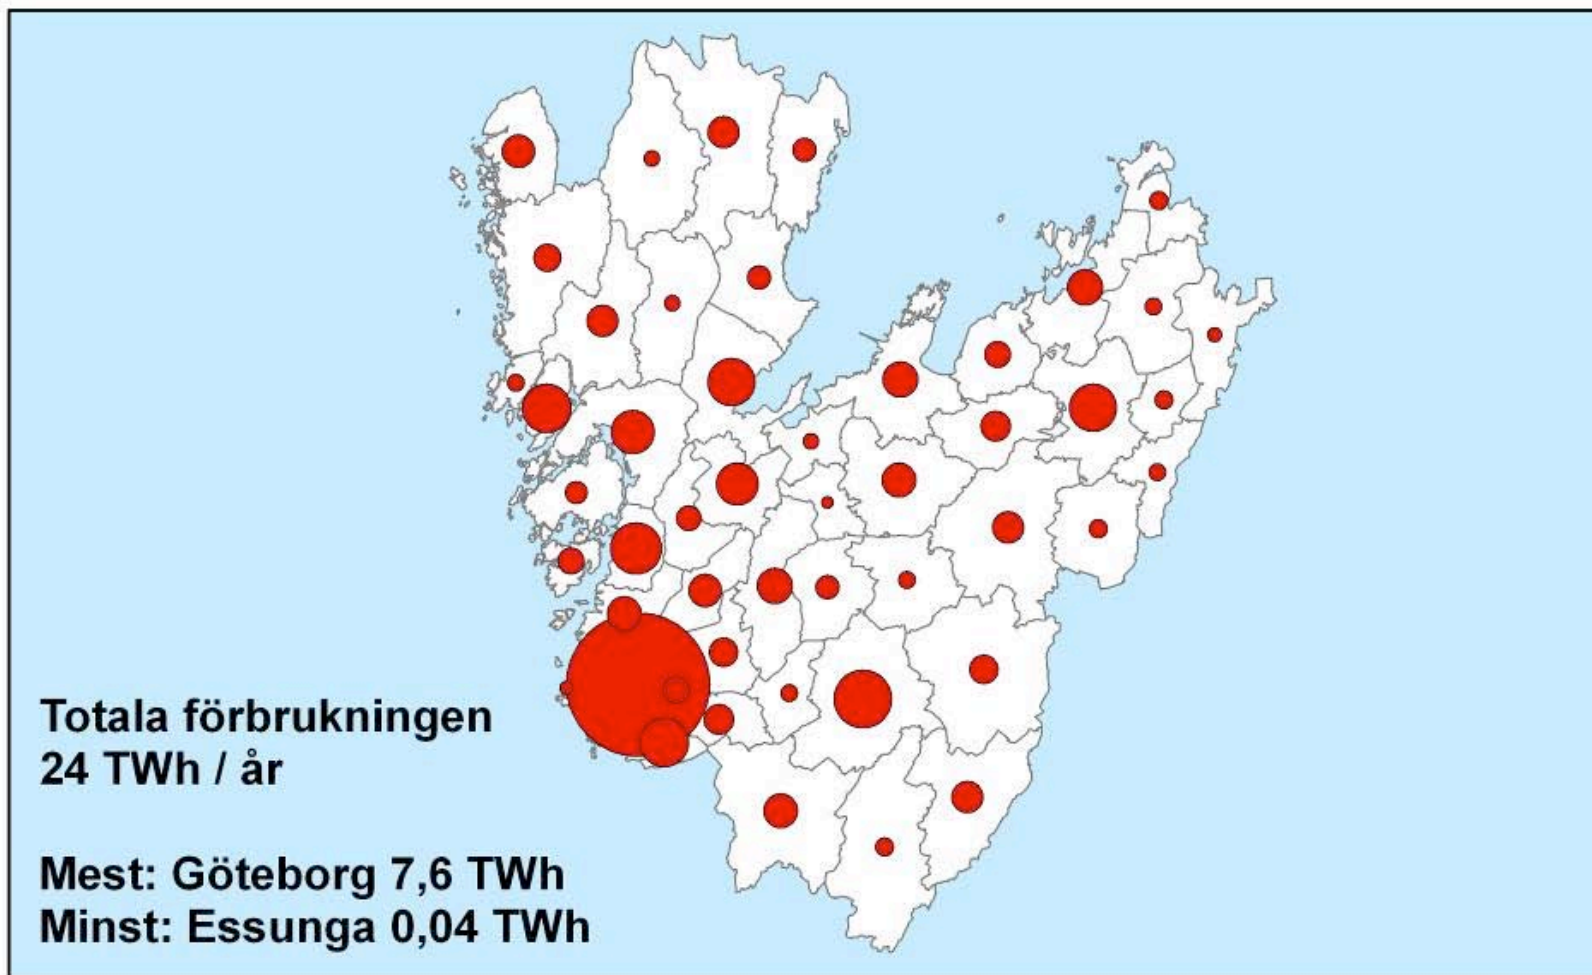 Totala förbrukningen
24 TWh / år
Mest: Göteborg 7,6 TWh
Minst: Essunga 0,04 TWh